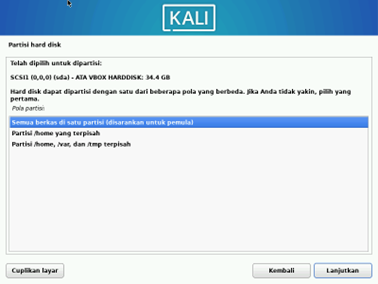 KALI
Partisi hard disk
Telah dipilih untuk dipartisi:
SCSI1 (0,0,0) (sda) - ATA VBOX HARDDISK: 34.4 GB
Hard disk dapat dipartisi dengan satu dari beberapa pola yang berbeda. Jika Anda tidak yakin, pilih yang
pertama.
Pola partisi:
Semua berkas di satu partisi (disarankan untuk pemula)
Partisi /home yang terpisah
Partisi /home, /var, dan /tmp terpisah
Cuplikan layar
Kembali
Lanjutkan